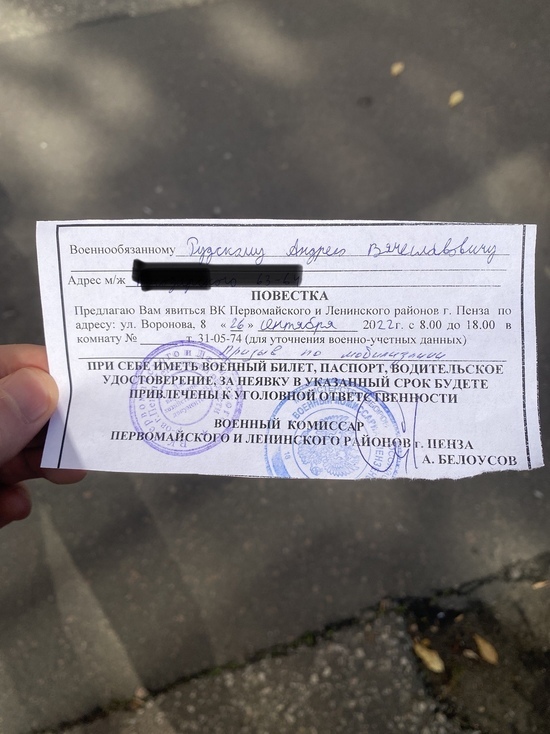 Военнообязанному Рудскому Андрею Вячеславовичу
Адрес м/ж
ПОВЕСТКА
Предлагаю Вам явиться ВК Первомайского и Ленинского районов г. Пенза по
адресу: ул. Воронова, 8 «26» сентября 2022г. с 8.00 до 18.00 в
комнату № т. 31-05-74 (для уточнения военно-учетных данных)
Призыв по мобилизации
ПРИ СЕБЕ ИМЕТЬ ВОЕННЫЙ БИЛЕТ, ПАСПОРТ, ВОДИТЕЛЬСКОЕ
УДОСТОВЕРЕНИЕ, ЗА НЕЯВКУ В УКАЗАННЫЙ СРОК БУДЕТЕ
ПРИВЛЕЧЕНЫ К УГОЛОВНОЙ ОТВЕТСТВЕННОСТИ
ВОЕННЫЙ КОМИССАР
ПЕРВОМАЙСКОГО И ЛЕНИНСКОГО РАЙОНОВ г. ПЕНЗА
А. БЕЛОУСОВ